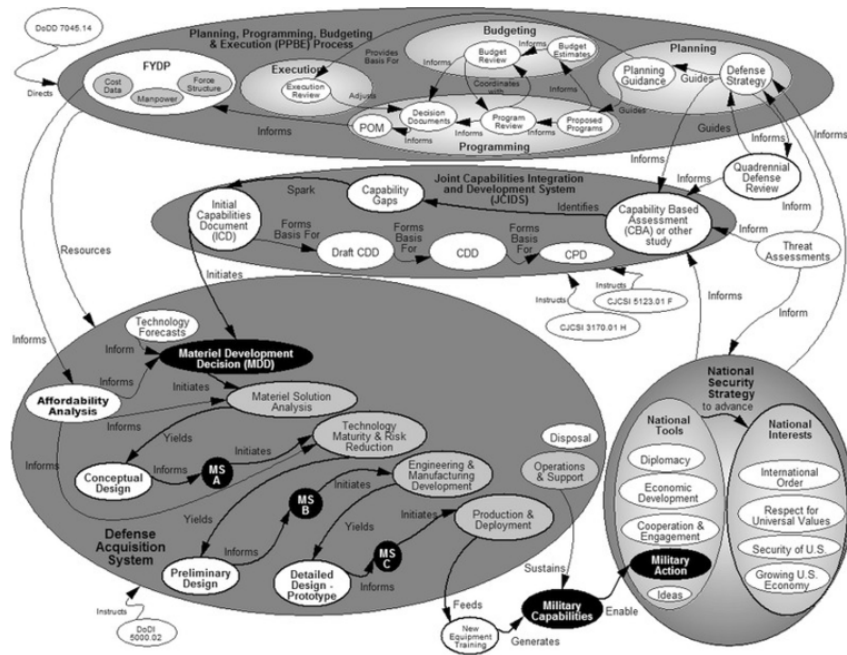 DoDD 7045.14
Directs
Planning, Programming, Budgeting
& Execution (PPBE) Process
FYDP
Cost
Data
Manpower
Force
Structure
Execution
Execution
Review
Adjusts
Provides
Basis For
Budgeting
Budget
Review
Informs
Budget
Estimates
Informs
Coordinates
with
Informs
Planning
Planning
Guidance
Guides
Defense
Strategy
Guides
Decision
Documents
Informs
Program
Review
Informs
Proposed
Programs
POM
Informs
Programming
Informs
Guides
Informs
Informs
Informs
Quadrennial
Defense
Review
Inform
Joint Capabilities Integration
and Development System
(JCIDS)
Initial
Capabilities
Document
(ICD)
Spark
Capability
Gaps
Identifies
Capability Based
Assessment
(CBA) or other
study
Forms
Basis For
Draft CDD
Forms
Basis
For
CDD
Forms
Basis
For
CPD
Inform
Threat
Assessments
Instructs
CJCSI 5123.01 F
Instructs
CJCSI 3170.01 H
Informs
Inform
Resources
Initiates
Informs
Technology
Forecasts
Inform
Materiel Development
Decision (MDD)
Informs
Initiates
Affordability
Analysis
Informs
Materiel Solution
Analysis
Yields
Informs
Conceptual
Design
Informs
MS
A
Initiates
Technology
Maturity & Risk
Reduction
Yields
Informs
MS
B
Initiates
Engineering &
Manufacturing
Development
Yields
Preliminary
Design
Detailed
Design -
Prototype
Informs
MS
C
Initiates
Production &
Deployment
Disposal
Operations
& Support
Defense
Acquisition
System
Instructs
DoDI
5000.02
Feeds
New
Equipment
Training
Generates
Sustains
Military
Capabilities
Enable
National
Security
Strategy
to advance
National
Tools
Diplomacy
Economic
Development
Cooperation &
Engagement
Military
Action
Ideas
National
Interests
International
Order
Respect for
Universal Values
Security of U.S.
Growing U.S.
Economy